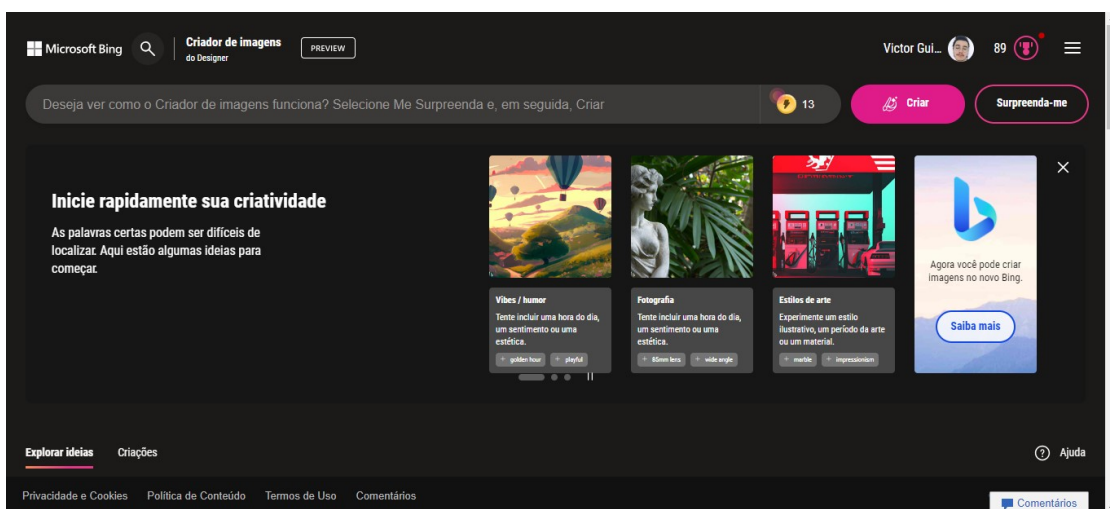 Microsoft Bing
Criador de imagens
do Designer
PREVIEW
Victor Gui...
89
Deseja ver como o Criador de imagens funciona? Selecione Me Surpreenda e, em seguida, Criar
13
Criar
Surpreenda-me
Inicie rapidamente sua criatividade
As palavras certas podem ser difíceis de
localizar. Aqui estão algumas ideias para
começar.
Vibes / humor
Tente incluir uma hora do dia,
um sentimento ou uma
estética.
+ golden hour + playful
Fotografia
Tente incluir uma hora do dia,
um sentimento ou uma
estética.
+ 85mm lens + wide angle
Estilos de arte
Experimente um estilo
ilustrativo, um período da arte
ou um material.
+ marble + impressionism
Agora você pode criar
imagens no novo Bing.
Saiba mais
Explorar ideias
Criações
Ajuda
Privacidade e Cookies
Política de Conteúdo
Termos de Uso
Comentários
Comentários